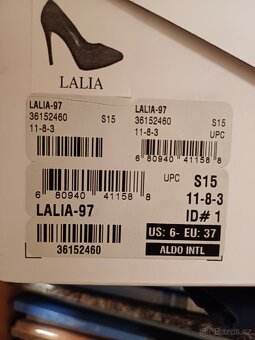 LALIA
LALIA-97
36152460 S15
11-8-3
LALIA-97
36152460 S15
11-8-3 UPC
6 80940 41158 8
UPC S15
6 80940 41158 8
11-8-3
LALIA-97
ID# 1
US: 6- EU: 37
36152460
ALDO INTL
Bazos.cz